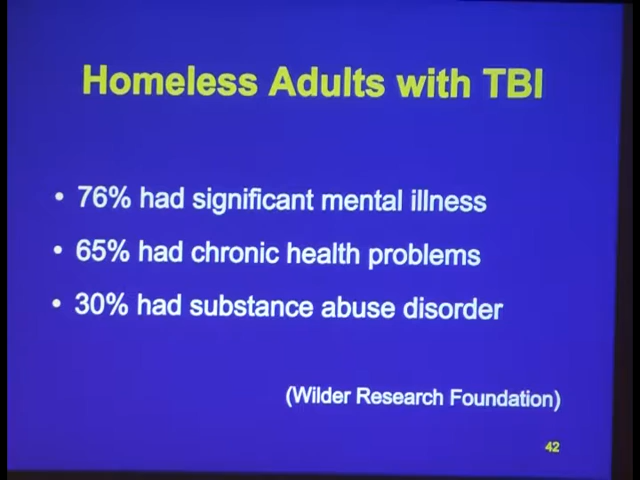 Homeless Adults with TBI
• 76% had significant mental illness
• 65% had chronic health problems
• 30% had substance abuse disorder
(Wilder Research Foundation)
42